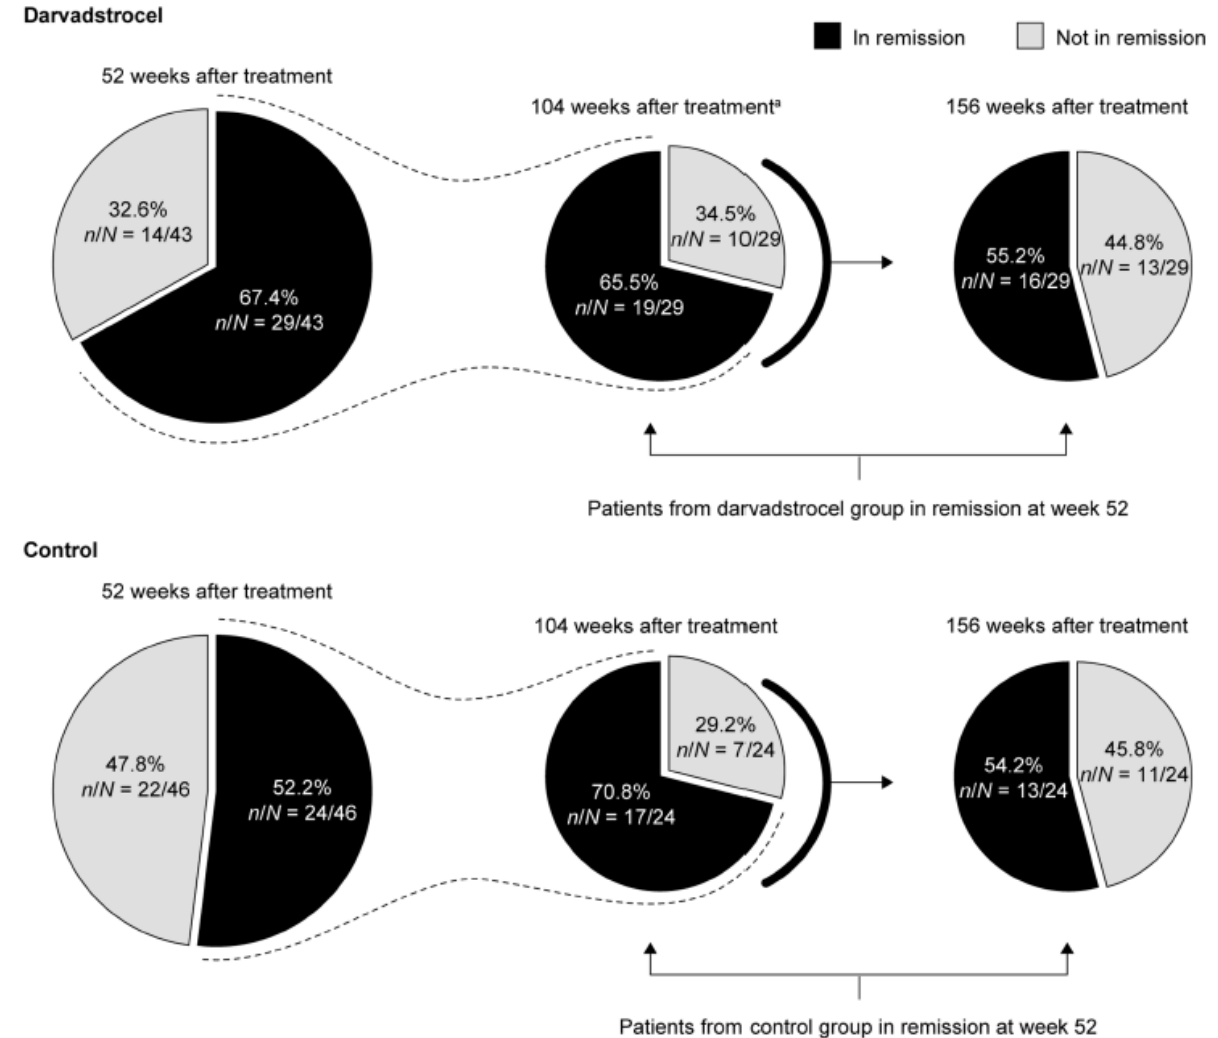 Darvadstrocel
In remission
Not in remission
52 weeks after treatment
104 weeks after treatmentᵃ
156 weeks after treatment
32.6%
n/N = 14/43
67.4%
n/N = 29/43
34.5%
n/N = 10/29
65.5%
n/N = 19/29
55.2%
n/N = 16/29
44.8%
n/N = 13/29
Patients from darvadstrocel group in remission at week 52
Control
52 weeks after treatment
104 weeks after treatment
156 weeks after treatment
47.8%
n/N = 22/46
52.2%
n/N = 24/46
29.2%
n/N = 7/24
70.8%
n/N = 17/24
54.2%
n/N = 13/24
45.8%
n/N = 11/24
Patients from control group in remission at week 52